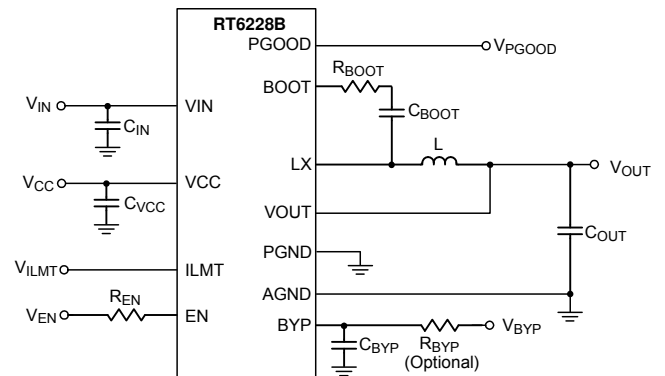 RT6228B
PGOOD
VPGOOD
RBOOT
BOOT
CBOOT
VIN
VIN
CIN
L
LX
VOUT
VCC
VCC
CVCC
VOUT
COUT
PGND
VILMT
ILMT
AGND
REN
VEN
EN
BYP
VBYP
CBYP
RBYP
(Optional)